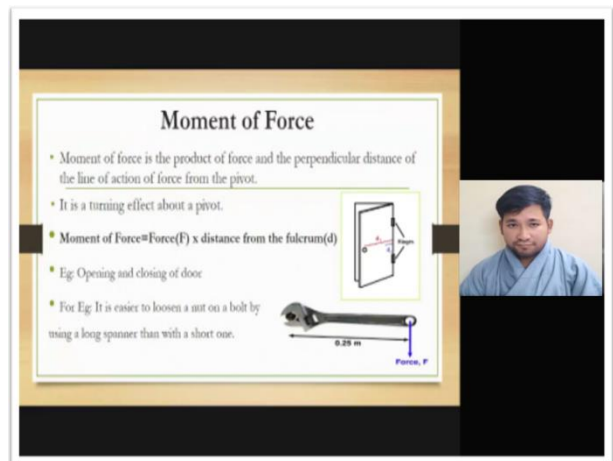 Moment of Force
• Moment of force is the product of force and the perpendicular distance of
the line of action of force from the pivot.
• It is a turning effect about a pivot.
• Moment of Force=Force(F) x distance from the fulcrum(d)
• Eg: Opening and closing of door
• For Eg: It is easier to loosen a nut on a bolt by
using a long spanner than with a short one.
0.25 m
Force, F